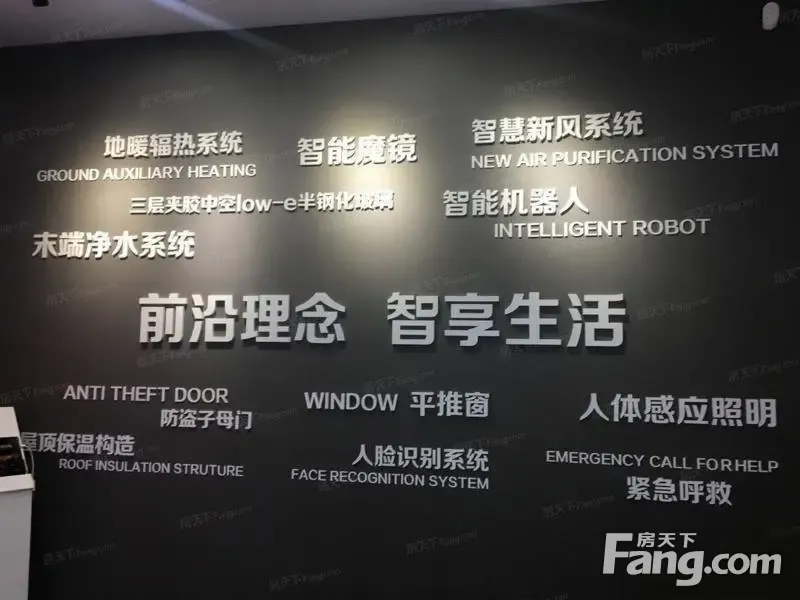 地暖辐热系统
GROUND AUXILIARY HEATING
智能魔镜
智慧新风系统
NEW AIR PURIFICATION SYSTEM
三层夹胶中空low-e半钢化玻璃
智能机器人
INTELLIGENT ROBOT
末端净水系统
前沿理念 智享生活
ANTI THEFT DOOR
防盗子母门
WINDOW 平推窗
人体感应照明
屋顶保温构造
ROOF INSULATION STRUTURE
人脸识别系统
FACE RECOGNITION SYSTEM
EMERGENCY CALL FOR HELP
紧急呼救
房天下
Fang.com